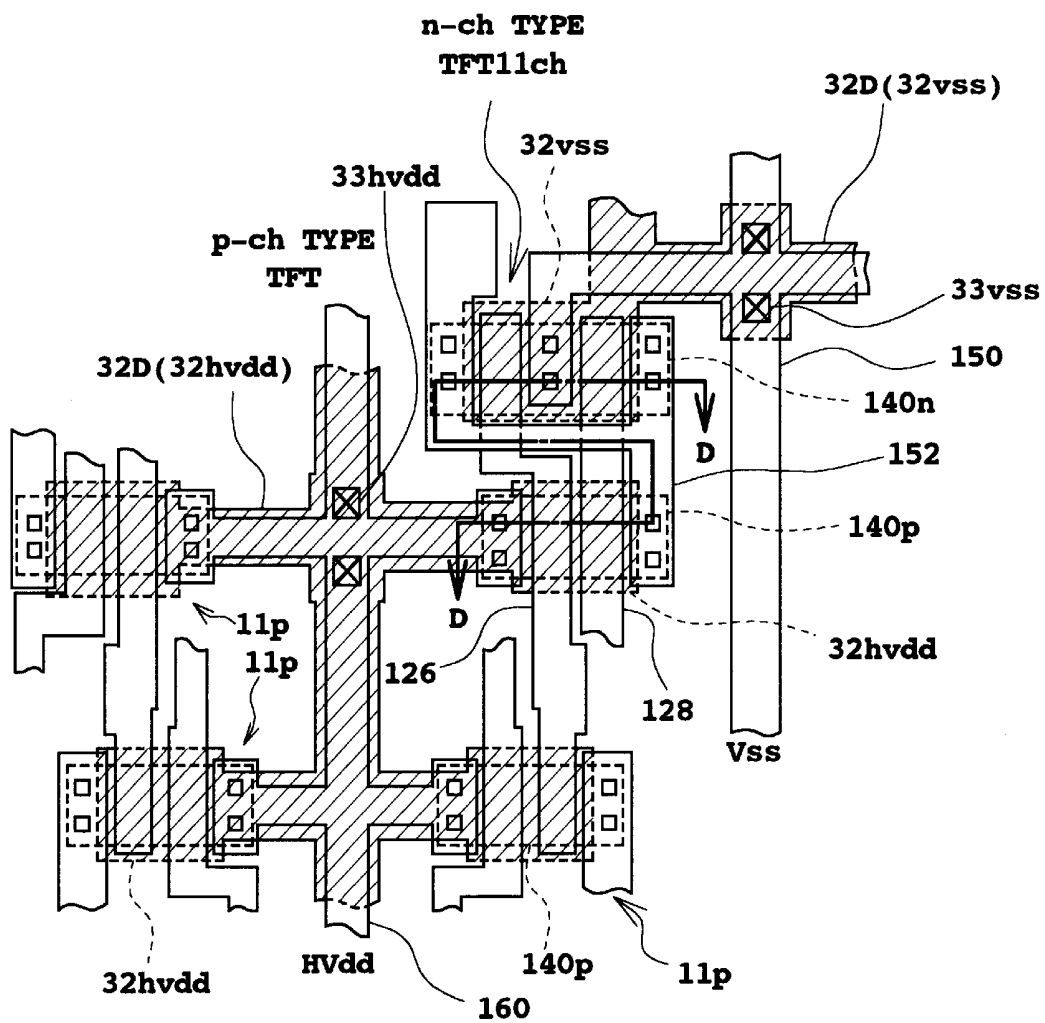 n-ch TYPE
TFT11ch
32D(32vss)
32vss
33hvdd
p-ch TYPE
TFT
33vss
150
32D(32hvdd)
140n
D
152
140p
D
11p
11p
126
32hvdd
128
Vss
32hvdd
HVdd
140p
11p
160